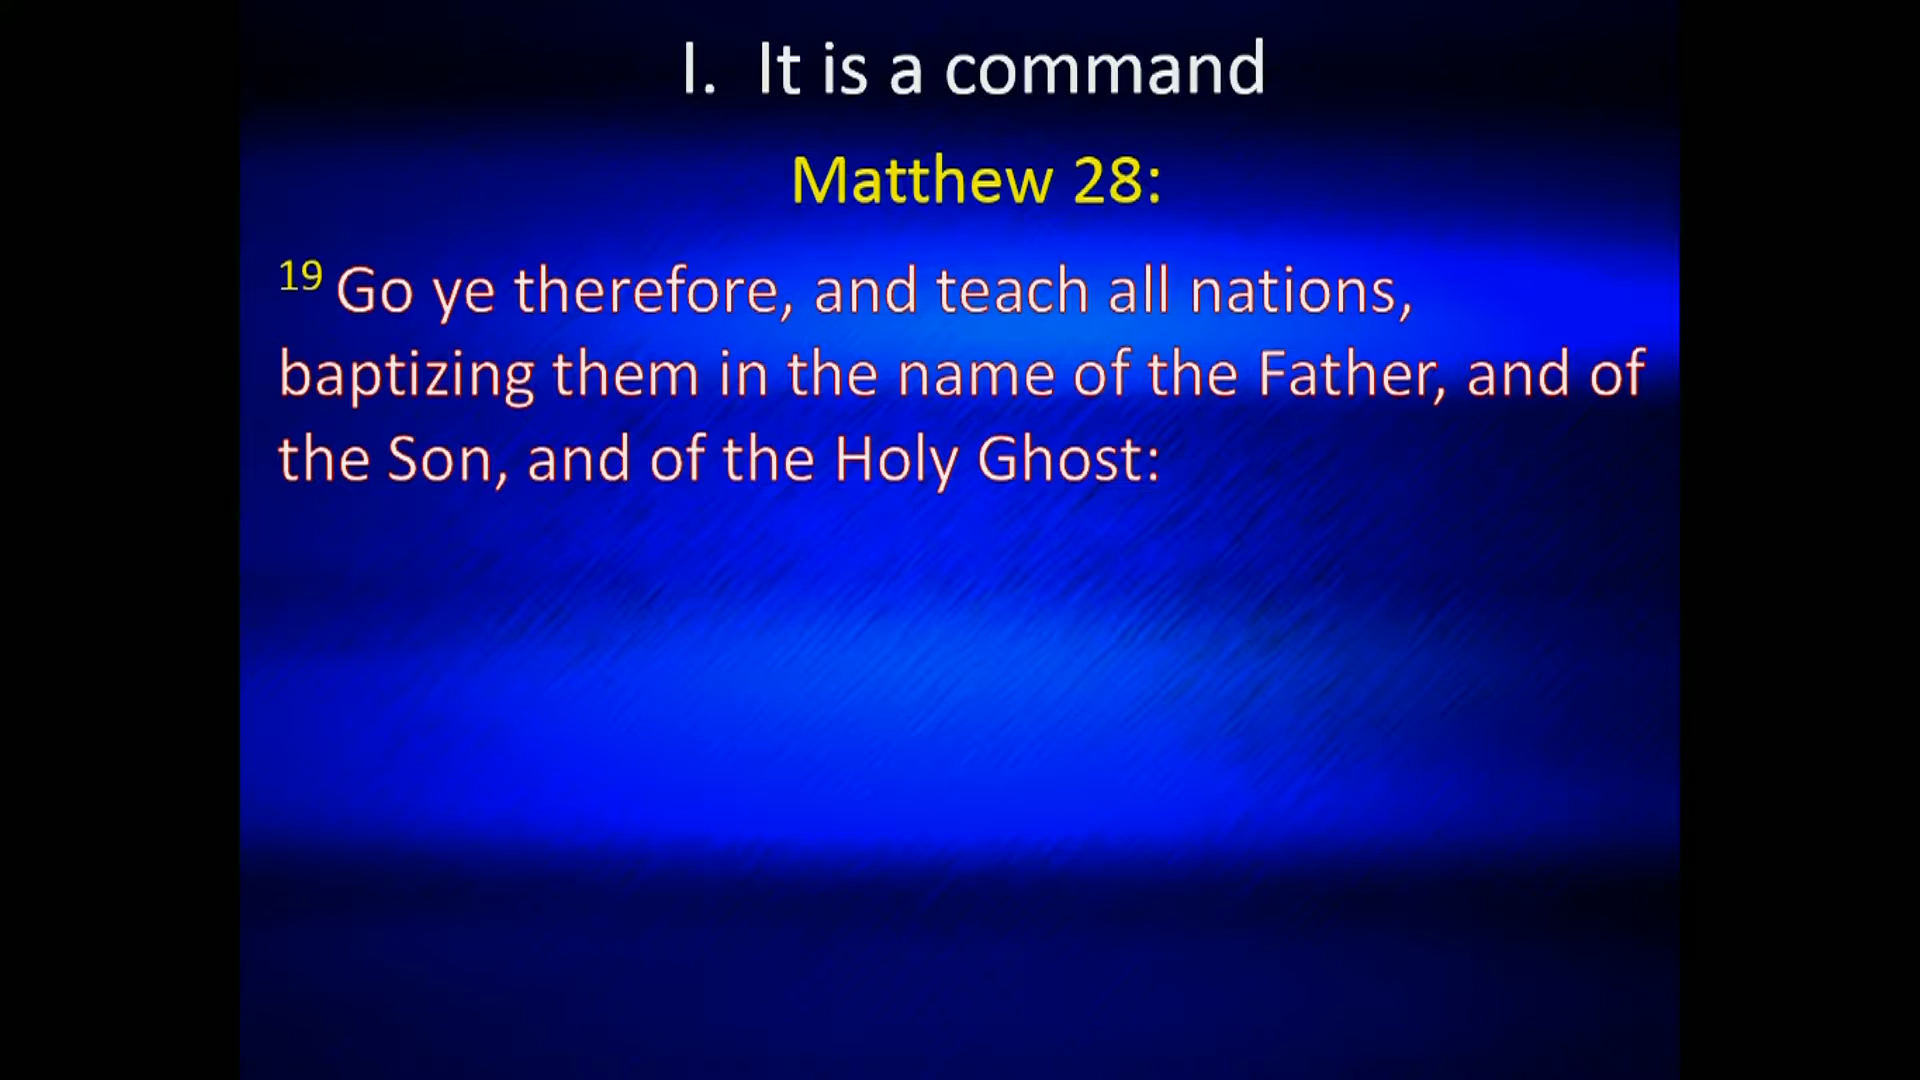 I. It is a command
Matthew 28:
19 Go ye therefore, and teach all nations,
baptizing them in the name of the Father, and of
the Son, and of the Holy Ghost: